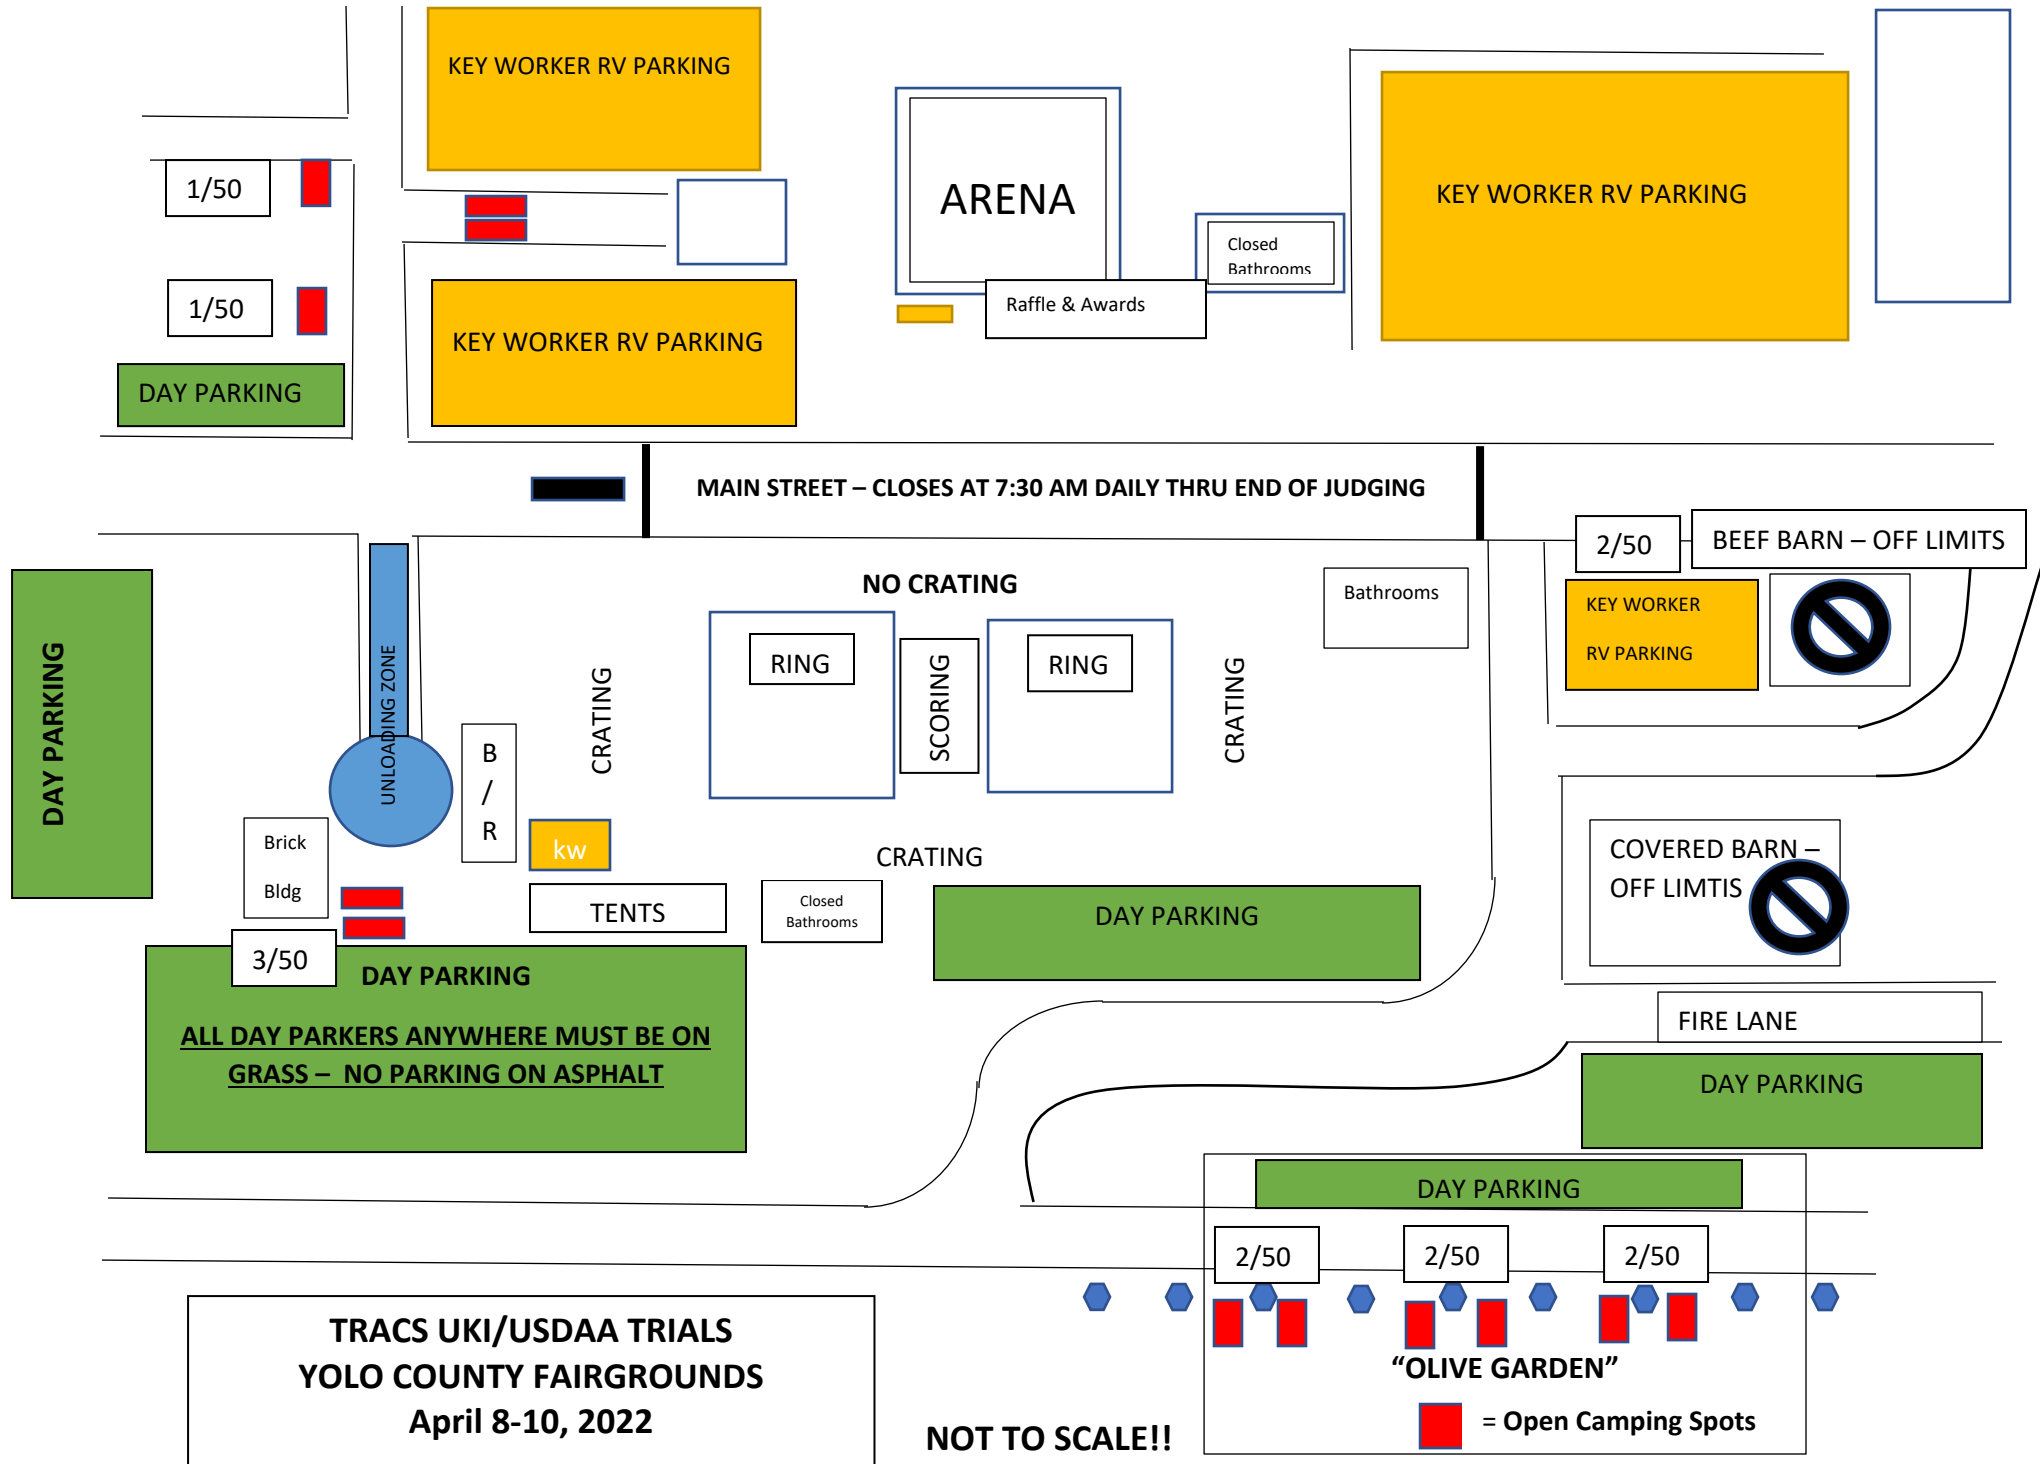 KEY WORKER RV PARKING
1/50
ARENA
KEY WORKER RV PARKING
Closed
Bathrooms
1/50
Raffle & Awards
KEY WORKER RV PARKING
DAY PARKING
MAIN STREET – CLOSES AT 7:30 AM DAILY THRU END OF JUDGING
2/50
BEEF BARN – OFF LIMITS
NO CRATING
Bathrooms
KEY WORKER
RV PARKING
DAY PARKING
UNLOADING ZONE
CRATING
RING
SCORING
RING
CRATING
B
/
R
Brick
Bldg
kw
CRATING
COVERED BARN –
OFF LIMTIS
TENTS
Closed
Bathrooms
DAY PARKING
3/50
DAY PARKING
ALL DAY PARKERS ANYWHERE MUST BE ON
GRASS – NO PARKING ON ASPHALT
FIRE LANE
DAY PARKING
DAY PARKING
2/50
2/50
2/50
TRACS UKI/USDAA TRIALS
YOLO COUNTY FAIRGROUNDS
April 8-10, 2022
“OLIVE GARDEN”
= Open Camping Spots
NOT TO SCALE!!